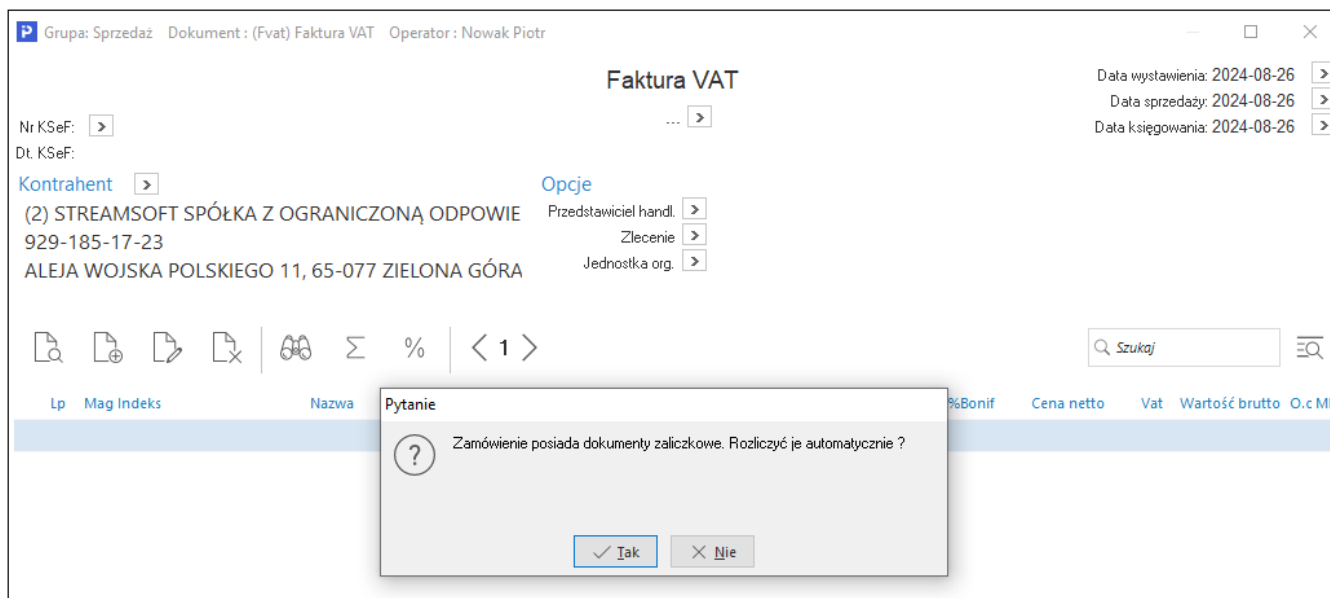 Grupa: Sprzedaż Dokument : (Fvat) Faktura VAT Operator : Nowak Piotr
Faktura VAT
...
Data wystawienia: 2024-08-26
Data sprzedaży: 2024-08-26
Data księgowania: 2024-08-26
Nr KSeF:
Dt. KSeF:
Kontrahent
(2) STREAMSOFT SPÓŁKA Z OGRANICZONĄ ODPOWIE
929-185-17-23
ALEJA WOJSKA POLSKIEGO 11, 65-077 ZIELONA GÓRA
Opcje
Przedstawiciel handl.
Zlecenie
Jednostka org.
1
Szukaj
Lp Mag Indeks Nazwa %Bonif Cena netto Vat Wartość brutto O.c
Pytanie
Zamówienie posiada dokumenty zaliczkowe. Rozliczyć je automatycznie ?
Tak Nie